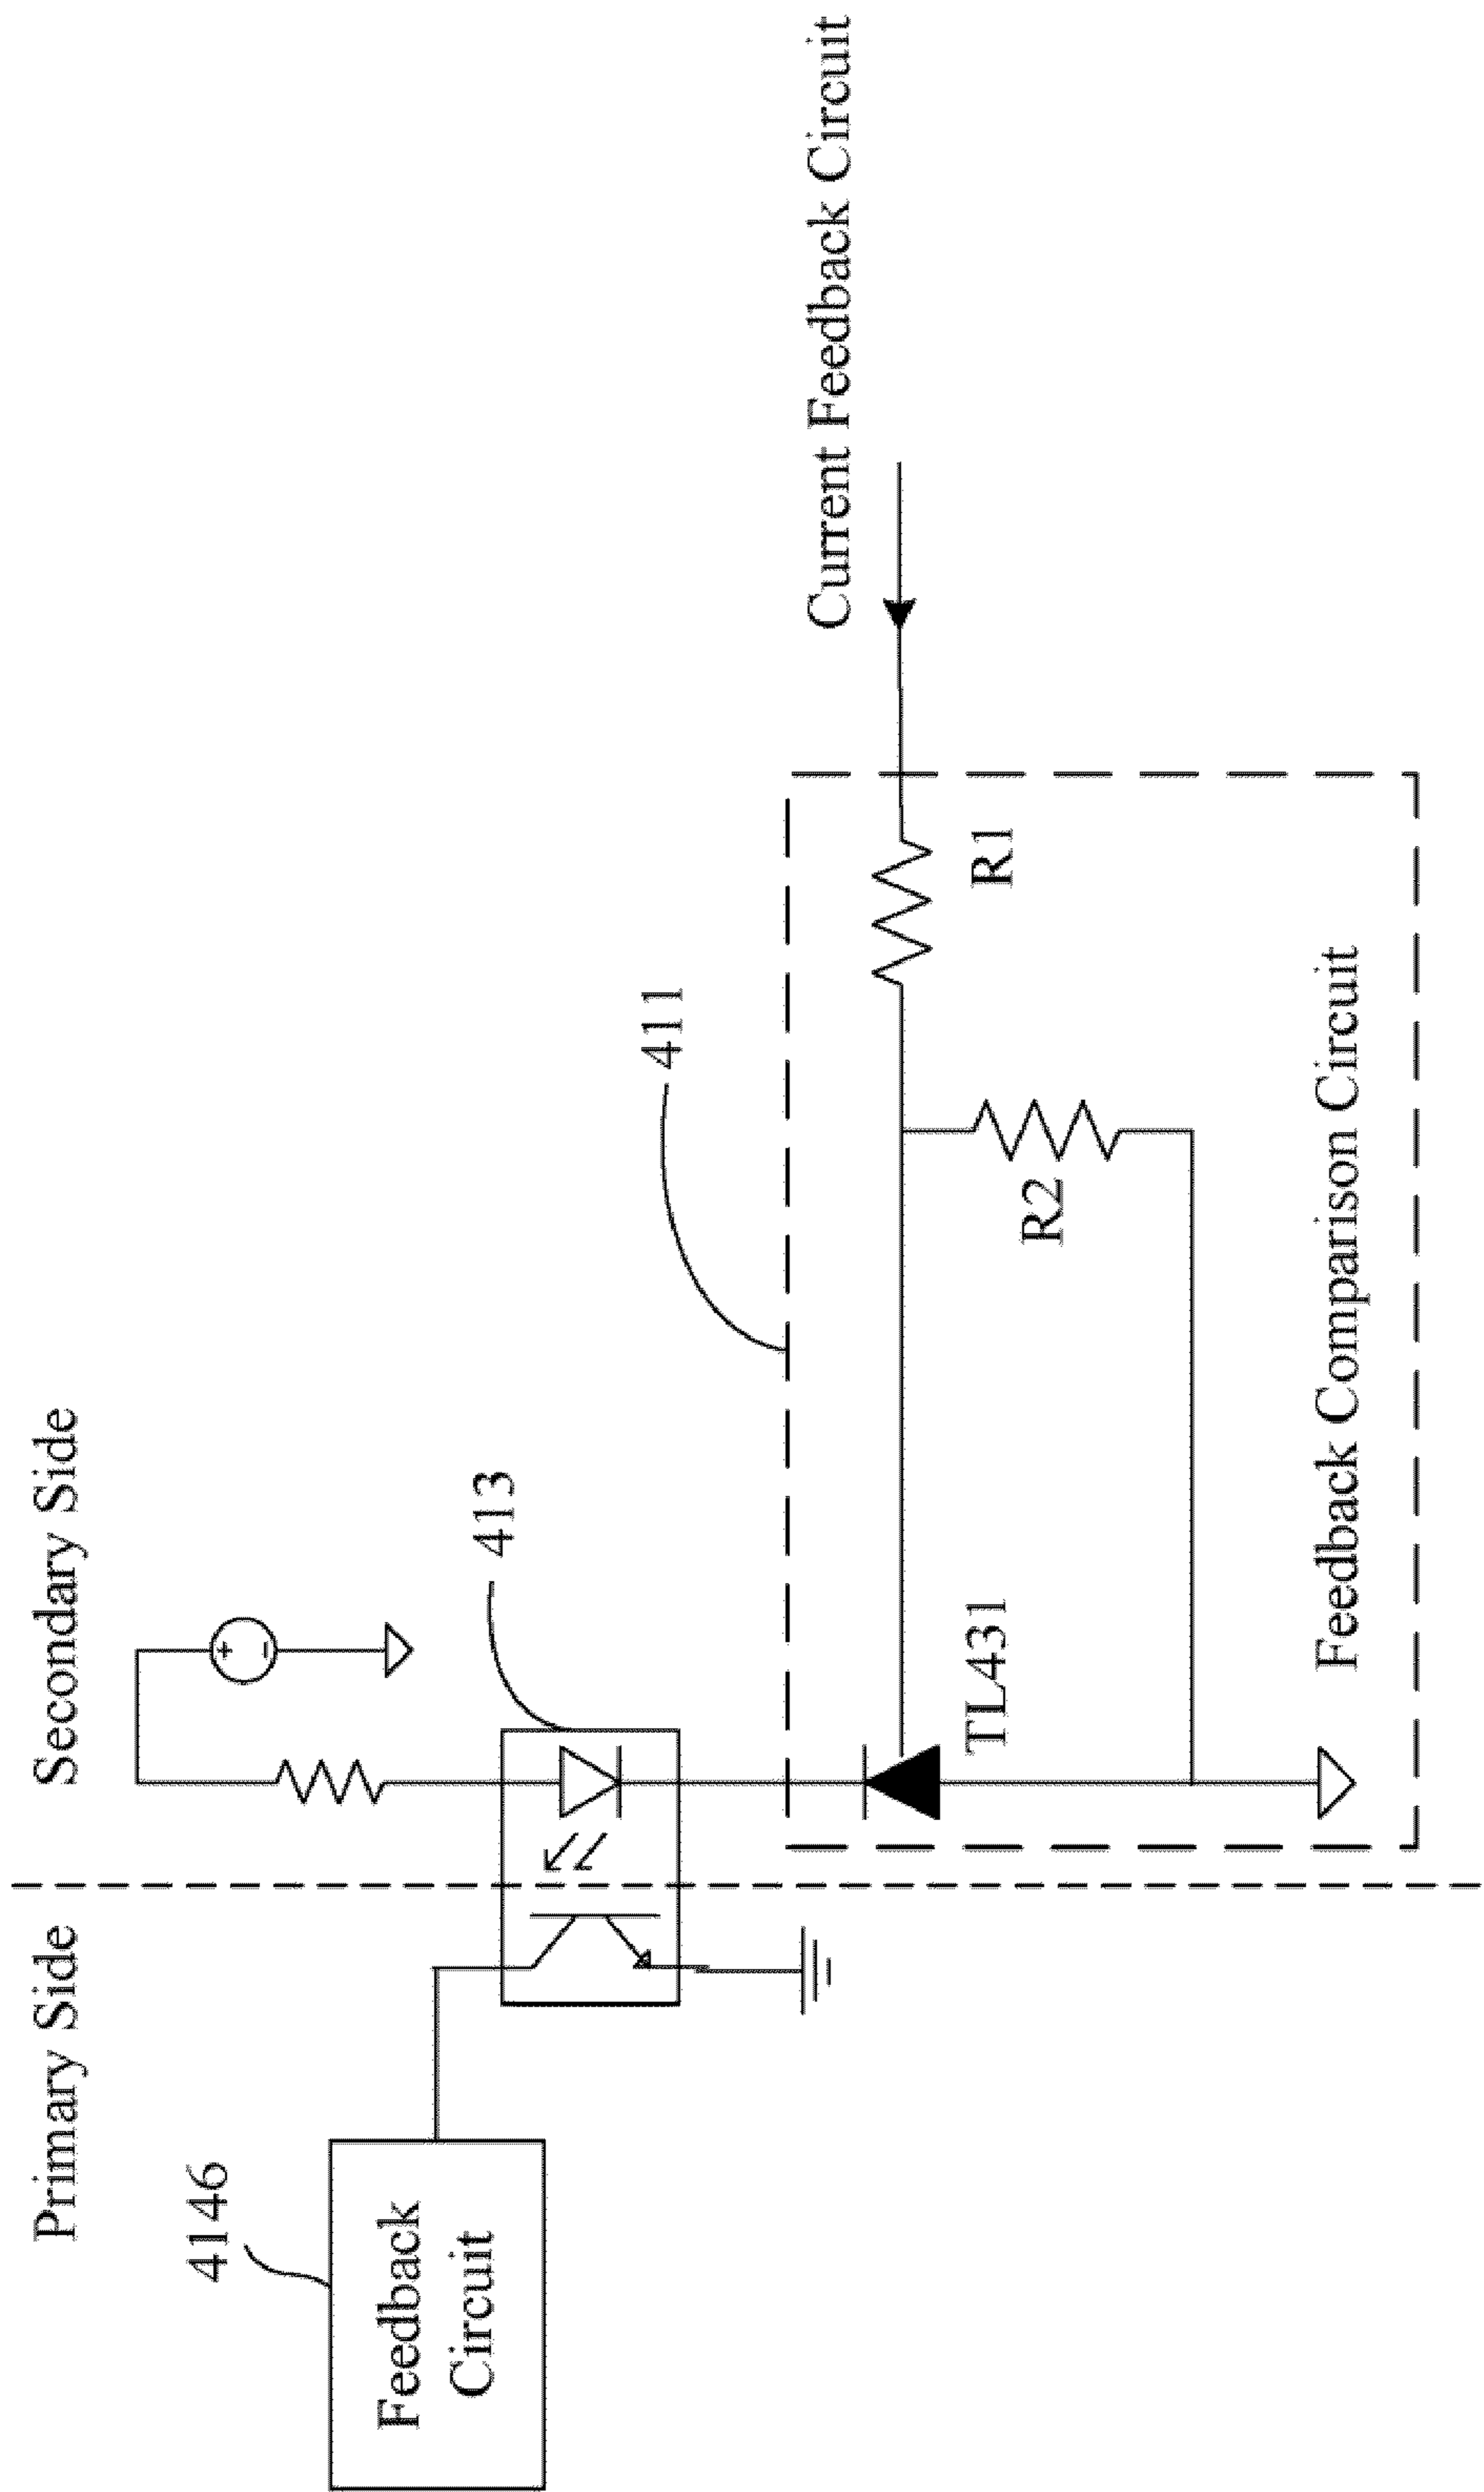 Primary Side
Secondary Side
4146
Feedback
Circuit
413
411
Current Feedback Circuit
TL431
R2
R1
Feedback Comparison Circuit